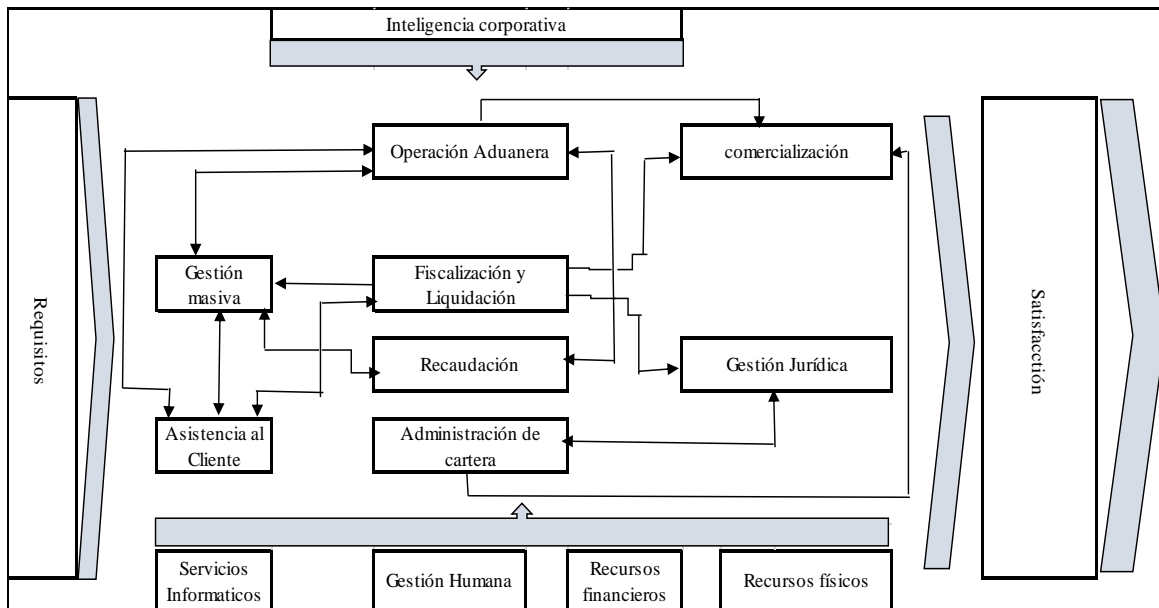 Inteligencia corporativa
Requisitos
Operación Aduanera
comercialización
Gestión
masiva
Fiscalización y
Liquidación
Recaudación
Gestión Jurídica
Asistencia al
Cliente
Administración de
cartera
Satisfacctión
Servicios
Informaticos
Gestión Humana
Recursos
financieros
Recursos físicos